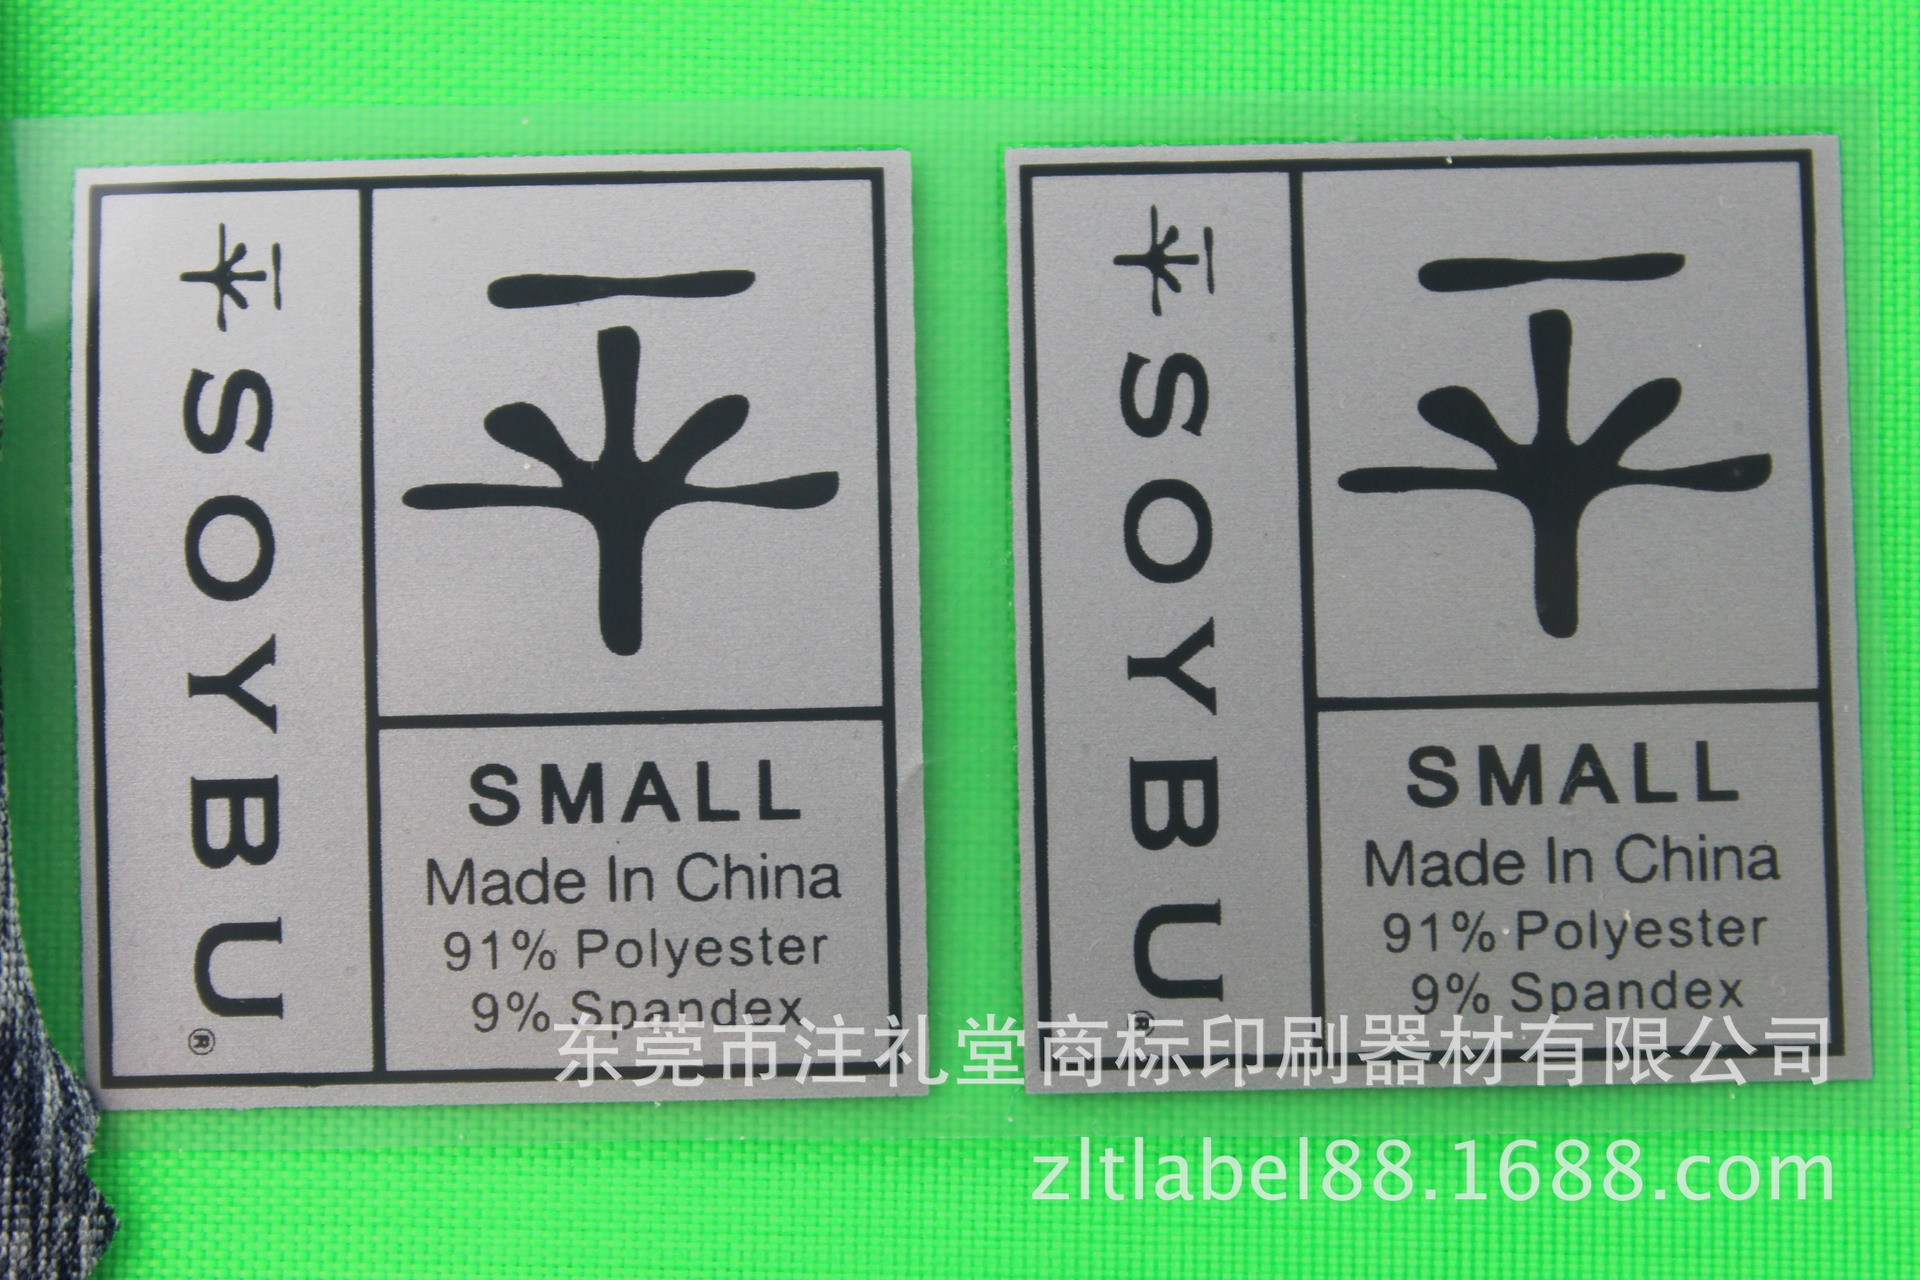 SOYBU®
SMALL
Made In China
91% Polyester
9% Spandex
SOYBU®
SMALL
Made In China
91% Polyester
9% Spandex
东莞市注礼堂商标印刷器材有限公司
zltlabel88.1688.com